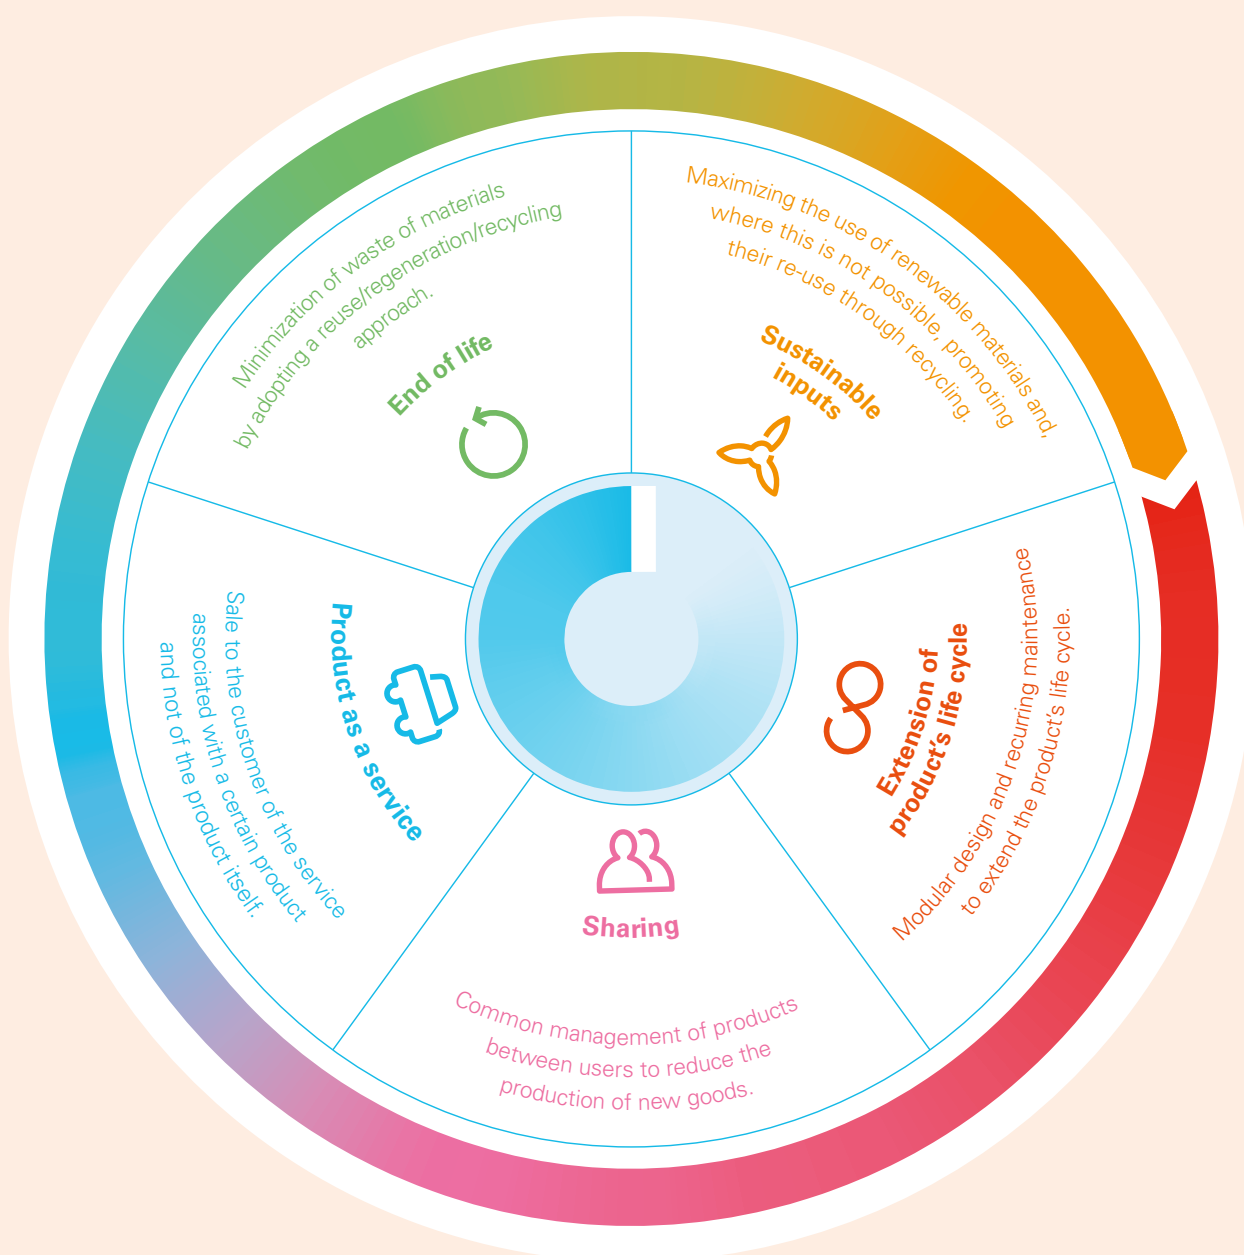 Maximizing the use of renewable materials and,
where this is not possible, promoting
their re-use through recycling.
Sustainable
inputs
Extension of
product's life cycle
Modular design and recurring maintenance
to extend the product's life cycle.
Sharing
Common management of products
between users to reduce the
production of new goods.
Product as a service
Sale to the customer of the service
associated with a certain product
and not of the product itself.
Minimization of waste of materials
by adopting a reuse/regeneration/recycling
approach.
End of life